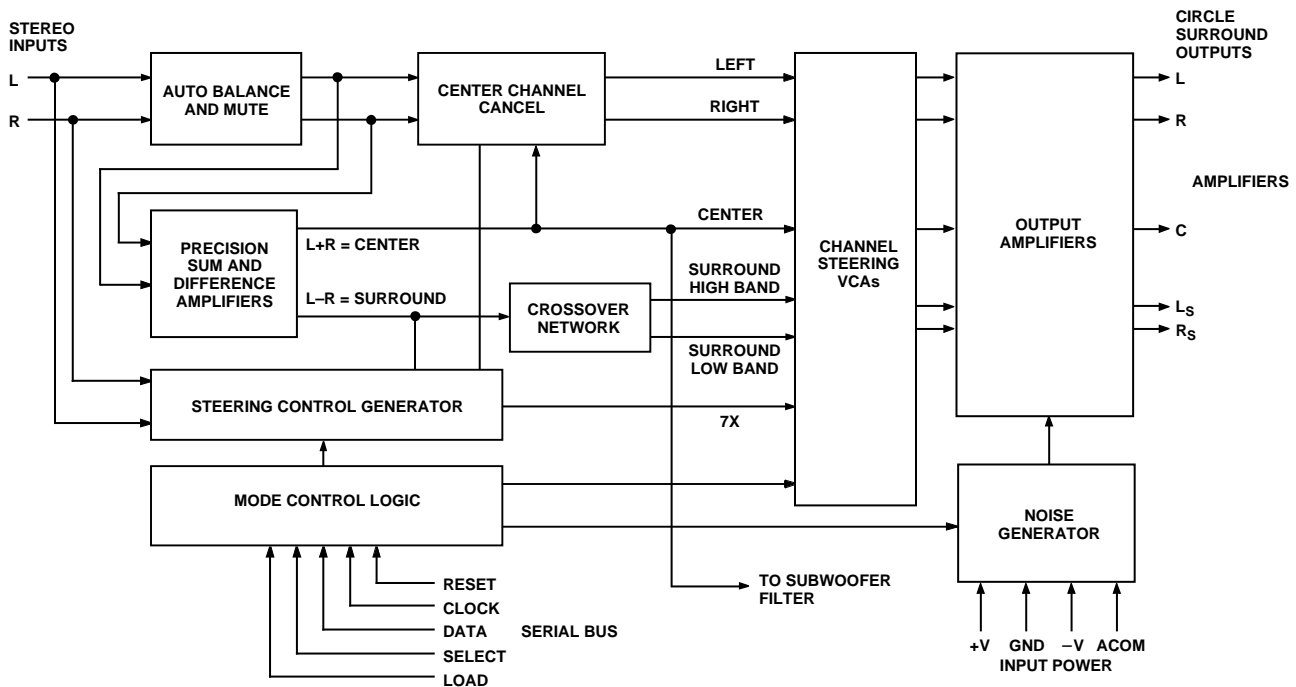 STEREO
INPUTS
L
R
AUTO BALANCE
AND MUTE
CENTER CHANNEL
CANCEL
LEFT
RIGHT
CIRCLE
SURROUND
OUTPUTS
L
R
AMPLIFIERS
C
LS
RS
OUTPUT
AMPLIFIERS
CHANNEL
STEERING
VCAs
CENTER
PRECISION
SUM AND
DIFFERENCE
AMPLIFIERS
L+R = CENTER
L–R = SURROUND
CROSSOVER
NETWORK
SURROUND
HIGH BAND
SURROUND
LOW BAND
STEERING CONTROL GENERATOR
7X
MODE CONTROL LOGIC
NOISE
GENERATOR
RESET
CLOCK
DATA
SERIAL BUS
SELECT
LOAD
TO SUBWOOFER
FILTER
+V GND –V ACOM
INPUT POWER